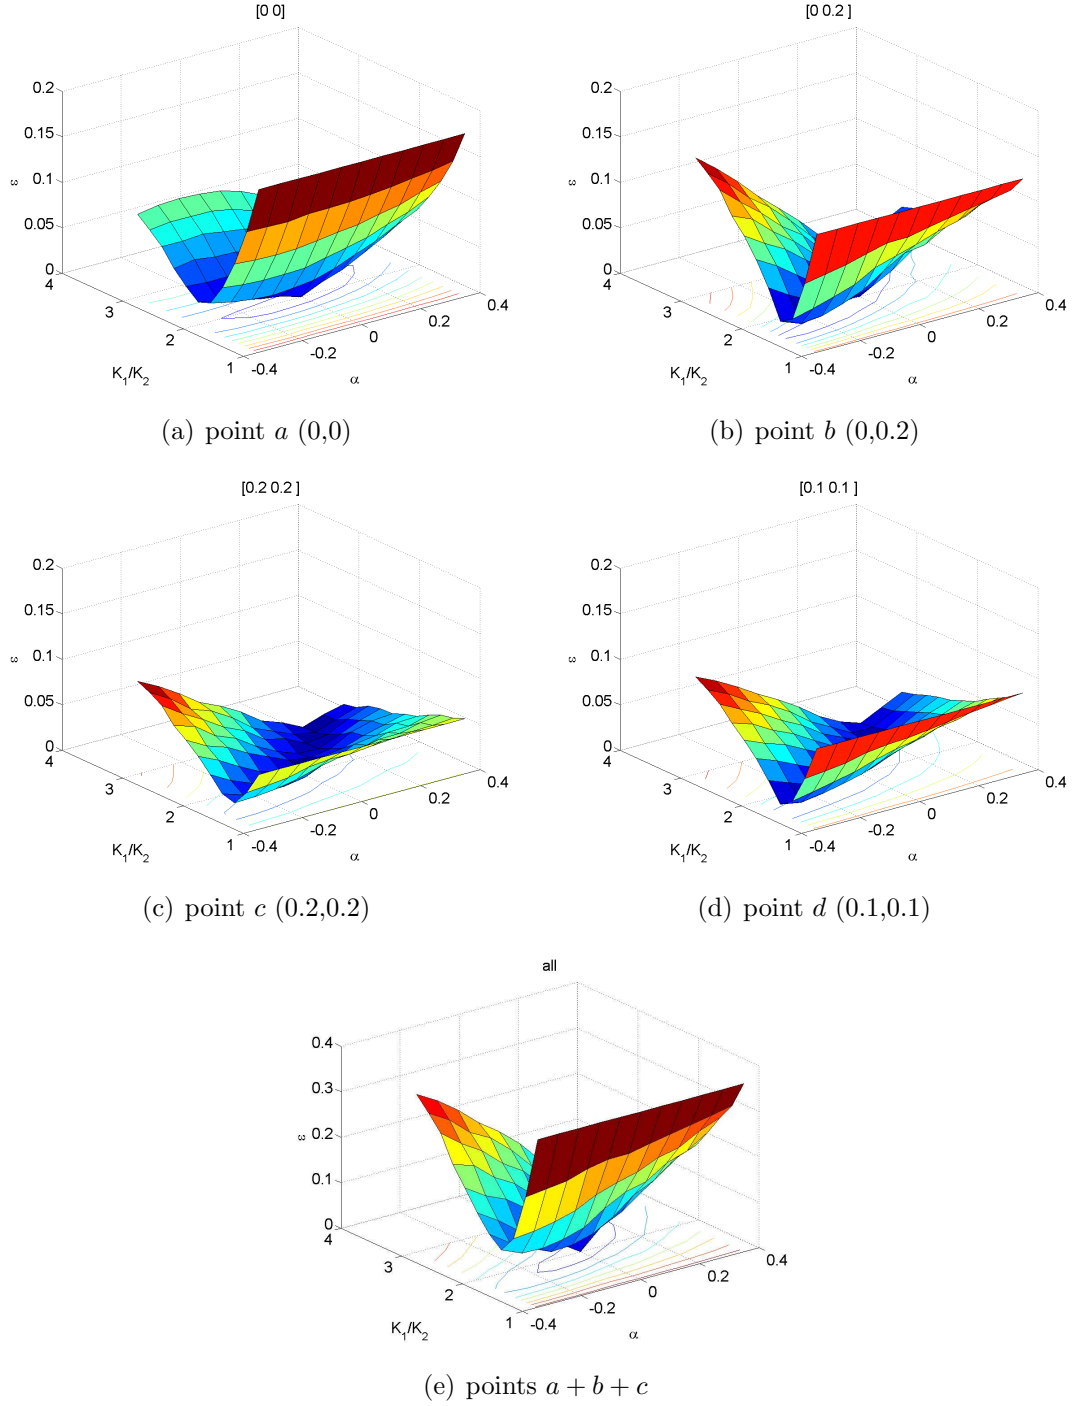 [0 0]
0.2
0.15
0.1
0.05
0
ε
4
3
2
1
K1/K2
-0.4
-0.2
0
0.2
0.4
α
(a) point a (0,0)
[0 0.2 ]
0.2
0.15
0.1
0.05
0
ε
4
3
2
1
K1/K2
-0.4
-0.2
0
0.2
0.4
α
(b) point b (0,0.2)
[0.2 0.2 ]
0.2
0.15
0.1
0.05
0
ε
4
3
2
1
K1/K2
-0.4
-0.2
0
0.2
0.4
α
(c) point c (0.2,0.2)
[0.1 0.1 ]
0.2
0.15
0.1
0.05
0
ε
4
3
2
1
K1/K2
-0.4
-0.2
0
0.2
0.4
α
(d) point d (0.1,0.1)
all
0.4
0.3
0.2
0.1
0
ε
4
3
2
1
K1/K2
-0.4
-0.2
0
0.2
0.4
α
(e) points a + b + c